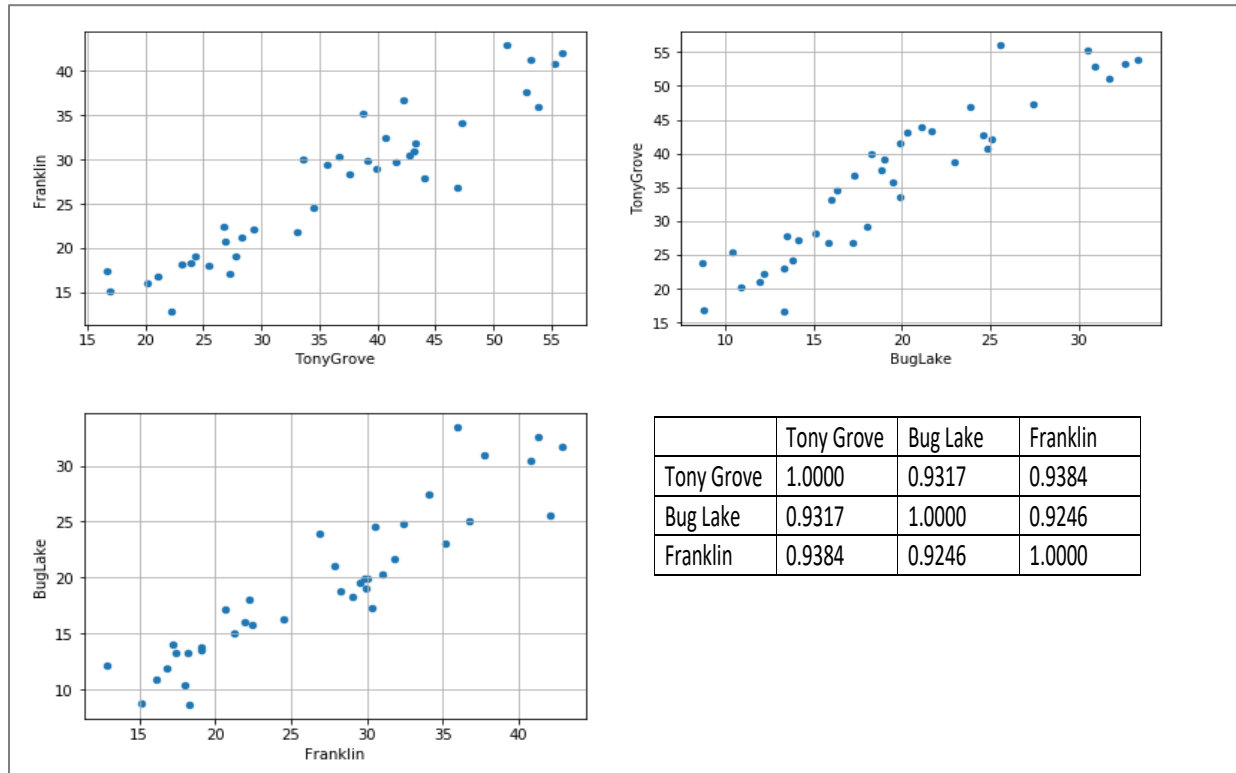 40
35
30
25
20
15
Franklin
15 20 25 30 35 40 45 50 55
TonyGrove
55
50
45
40
35
30
25
20
15
TonyGrove
10 15 20 25 30
BugLake
30
25
20
15
10
BugLake
15 20 25 30 35 40
Franklin
Tony Grove Bug Lake Franklin
Tony Grove 1.0000 0.9317 0.9384
Bug Lake 0.9317 1.0000 0.9246
Franklin 0.9384 0.9246 1.0000